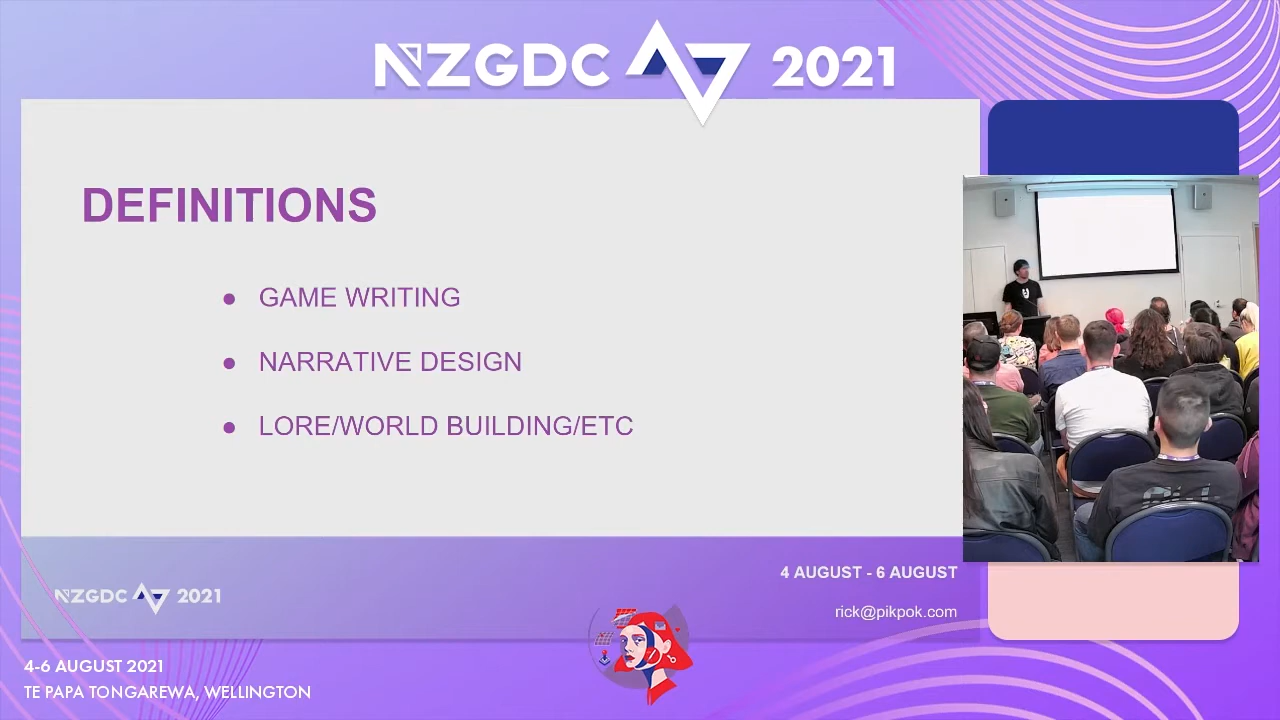 NZGDC 2021
DEFINITIONS
● GAME WRITING
● NARRATIVE DESIGN
● LORE/WORLD BUILDING/ETC
4 AUGUST - 6 AUGUST
NZGDC 2021
rick@pikpok.com
4-6 AUGUST 2021
TE PAPA TONGAREWA, WELLINGTON